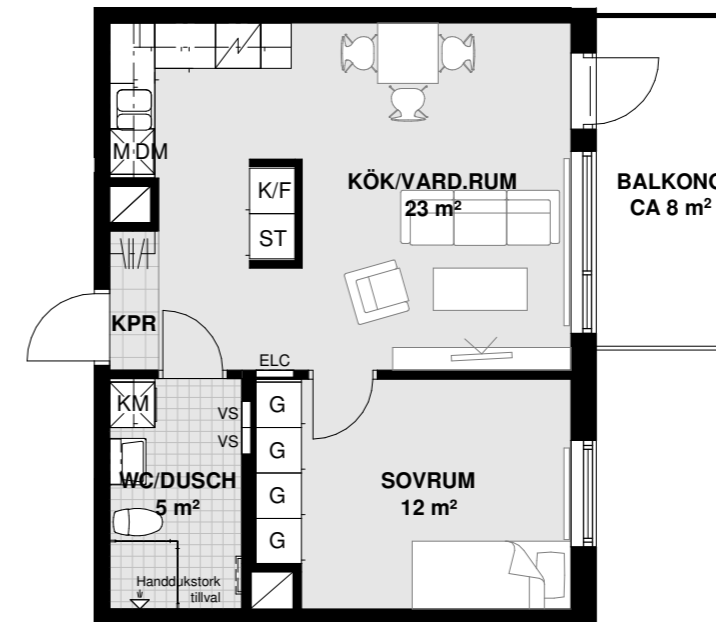 M DM
K/F
ST
KÖK/VARD.RUM
23 m²
BALKONG
CA 8 m²
KPR
ELC
KM
VS
VS
G
G
G
G
WC/DUSCH
5 m²
SOVRUM
12 m²
Handdukstork
tillval